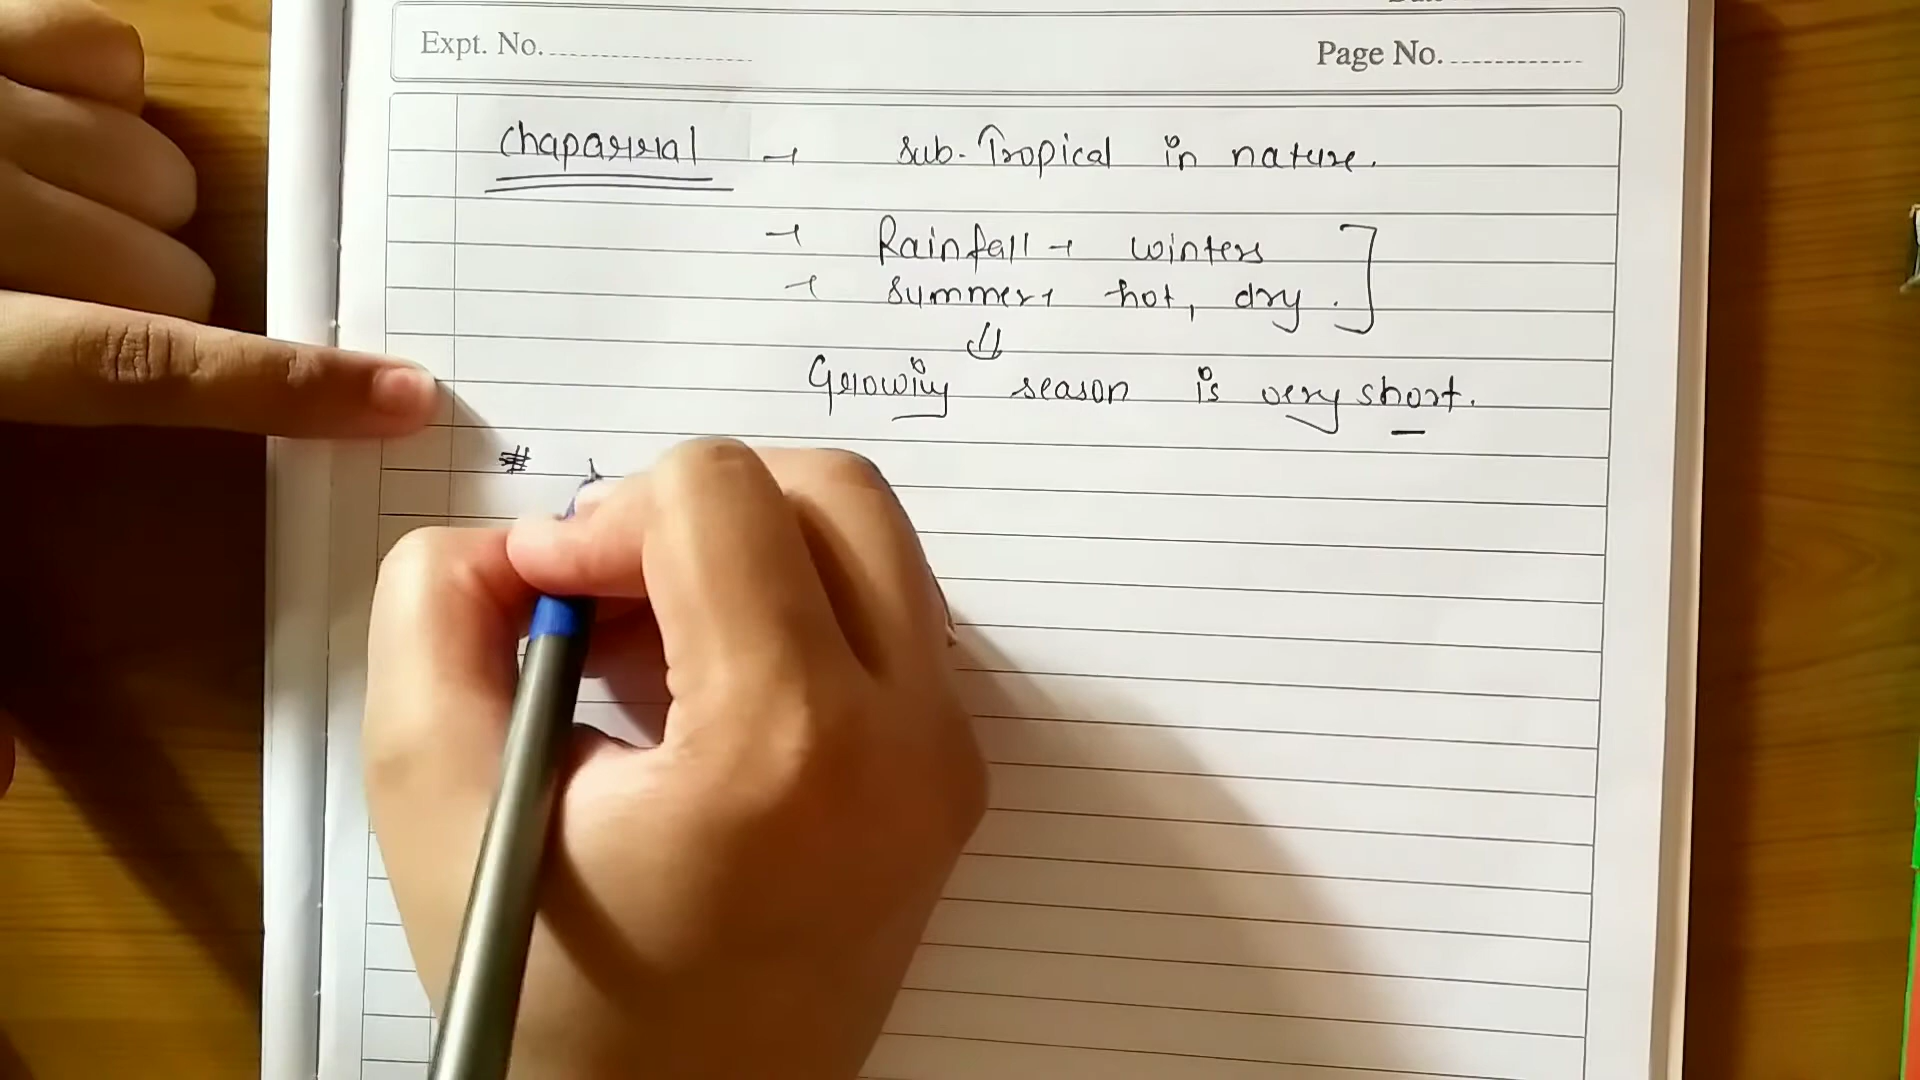 Expt. No.
Page No.
Chaparral → Sub-Tropical in nature.
→ Rainfall → winters
→ Summer → hot, dry.
⇓
Growing season is very short.
#